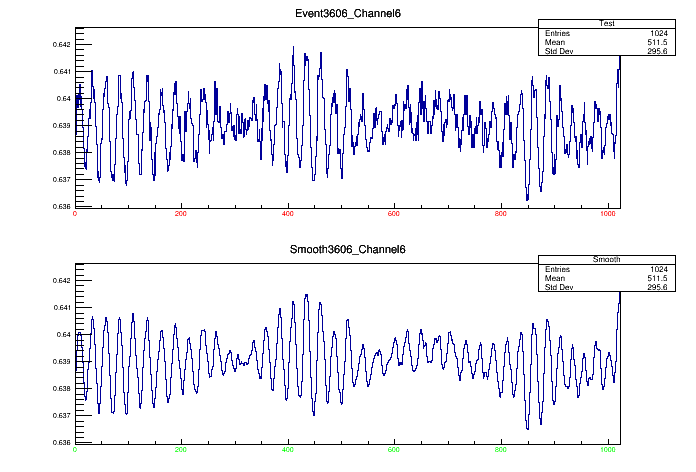 Event3606_Channel6
Test
Entries 1024
Mean 511.5
Std Dev 295.6
0.642
0.641
0.64
0.639
0.638
0.637
0.636
0 200 400 600 800 1000
Smooth3606_Channel6
Smooth
Entries 1024
Mean 511.5
Std Dev 295.6
0.642
0.641
0.64
0.639
0.638
0.637
0.636
0 200 400 600 800 1000